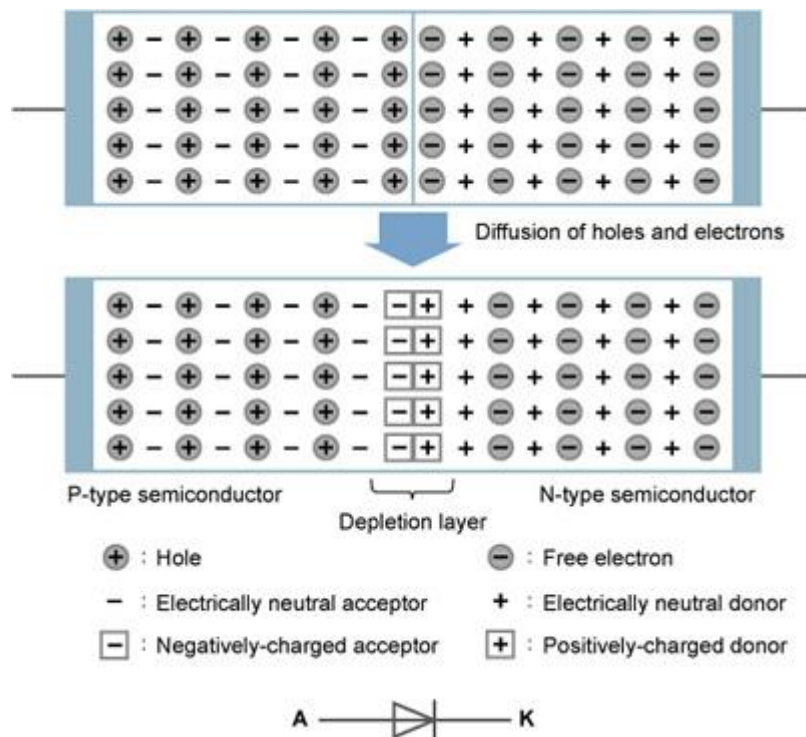 Diffusion of holes and electrons
P-type semiconductor
N-type semiconductor
Depletion layer
⊕ : Hole
⊖ : Free electron
− : Electrically neutral acceptor
+ : Electrically neutral donor
− : Negatively-charged acceptor
+ : Positively-charged donor
A
K